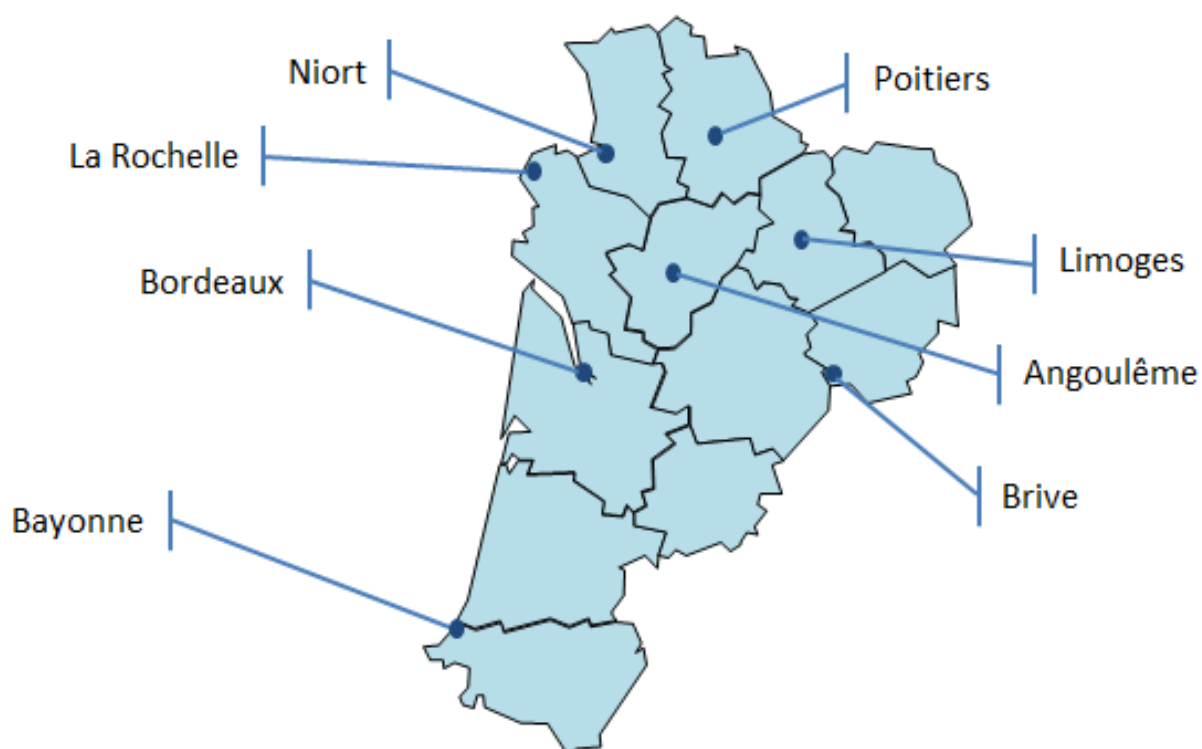 Niort
Poitiers
La Rochelle
Limoges
Bordeaux
Angoulême
Brive
Bayonne